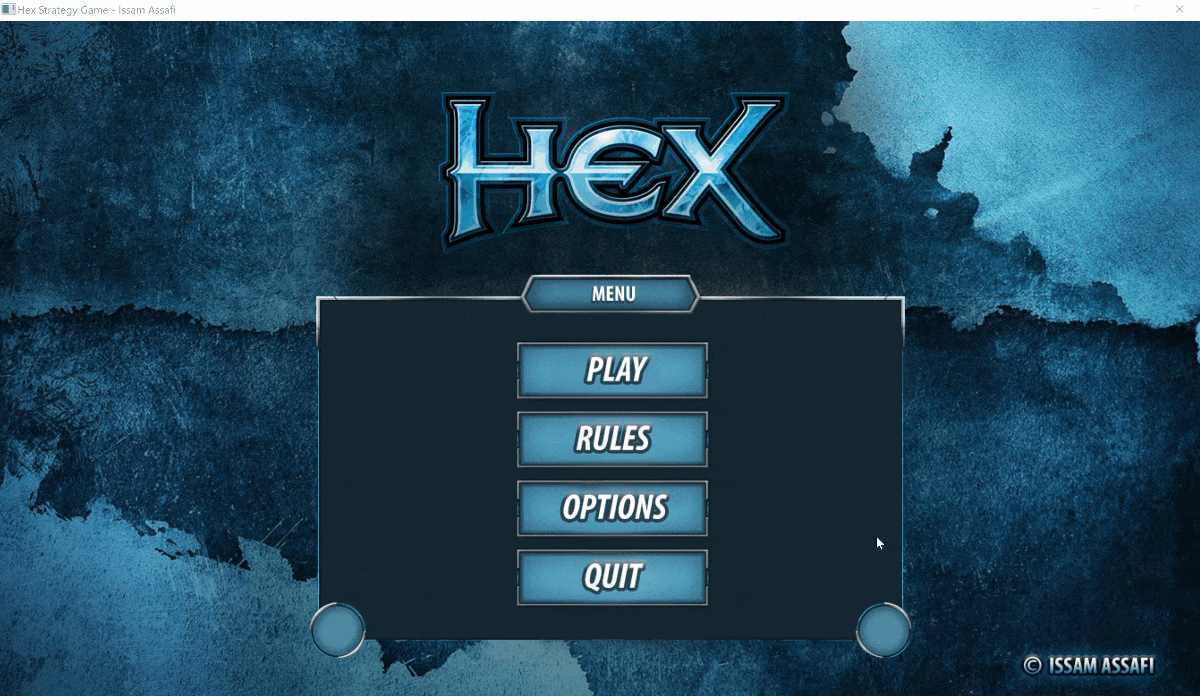 Hex Strategy Game - Issam Assafi
HEX
MENU
PLAY
RULES
OPTIONS
QUIT
© ISSAM ASSAFI